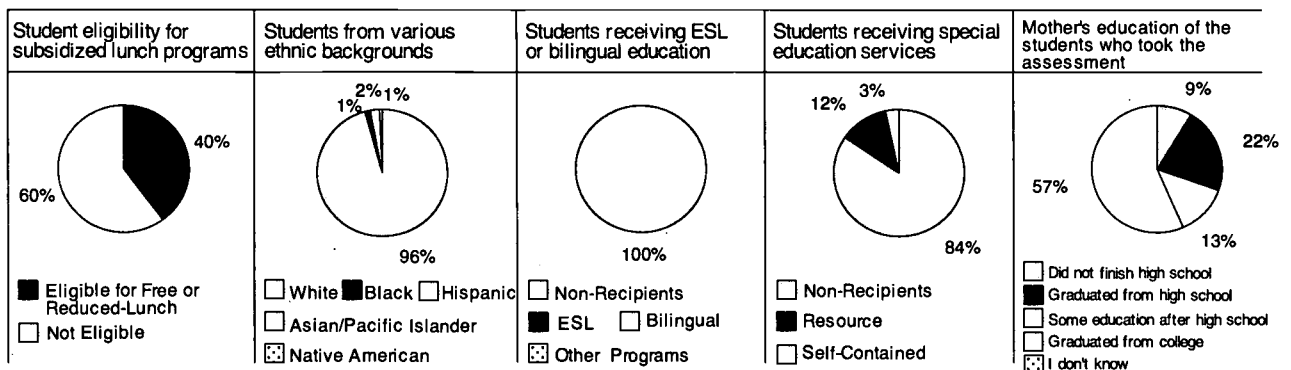 Student eligibility for
subsidized lunch programs
40%
60%
Eligible for Free or
Reduced-Lunch
Not Eligible
Students from various
ethnic backgrounds
2% 1%
1%
96%
White Black Hispanic
Asian/Pacific Islander
Native American
Students receiving ESL
or bilingual education
100%
Non-Recipients
ESL Bilingual
Other Programs
Students receiving special
education services
3%
12%
84%
Non-Recipients
Resource
Self-Contained
Mother's education of the
students who took the
assessment
9%
22%
57%
13%
Did not finish high school
Graduated from high school
Some education after high school
Graduated from college
I don't know